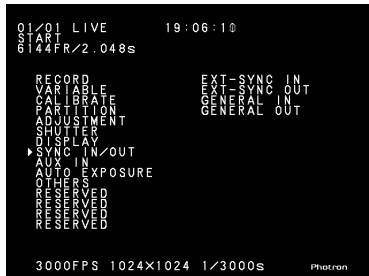 01/01 LIVE 19:06:10
START
6144FR/2.048s
RECORD EXT-SYNC IN
VARIABLE EXT-SYNC OUT
CALIBRATE GENERAL IN
PARTITION GENERAL OUT
ADJUSTMENT
SHUTTER
DISPLAY
SYNC IN/OUT
AUX IN
AUTO EXPOSURE
OTHERS
RESERVED
RESERVED
RESERVED
RESERVED
3000FPS 1024×1024 1/3000s Photron